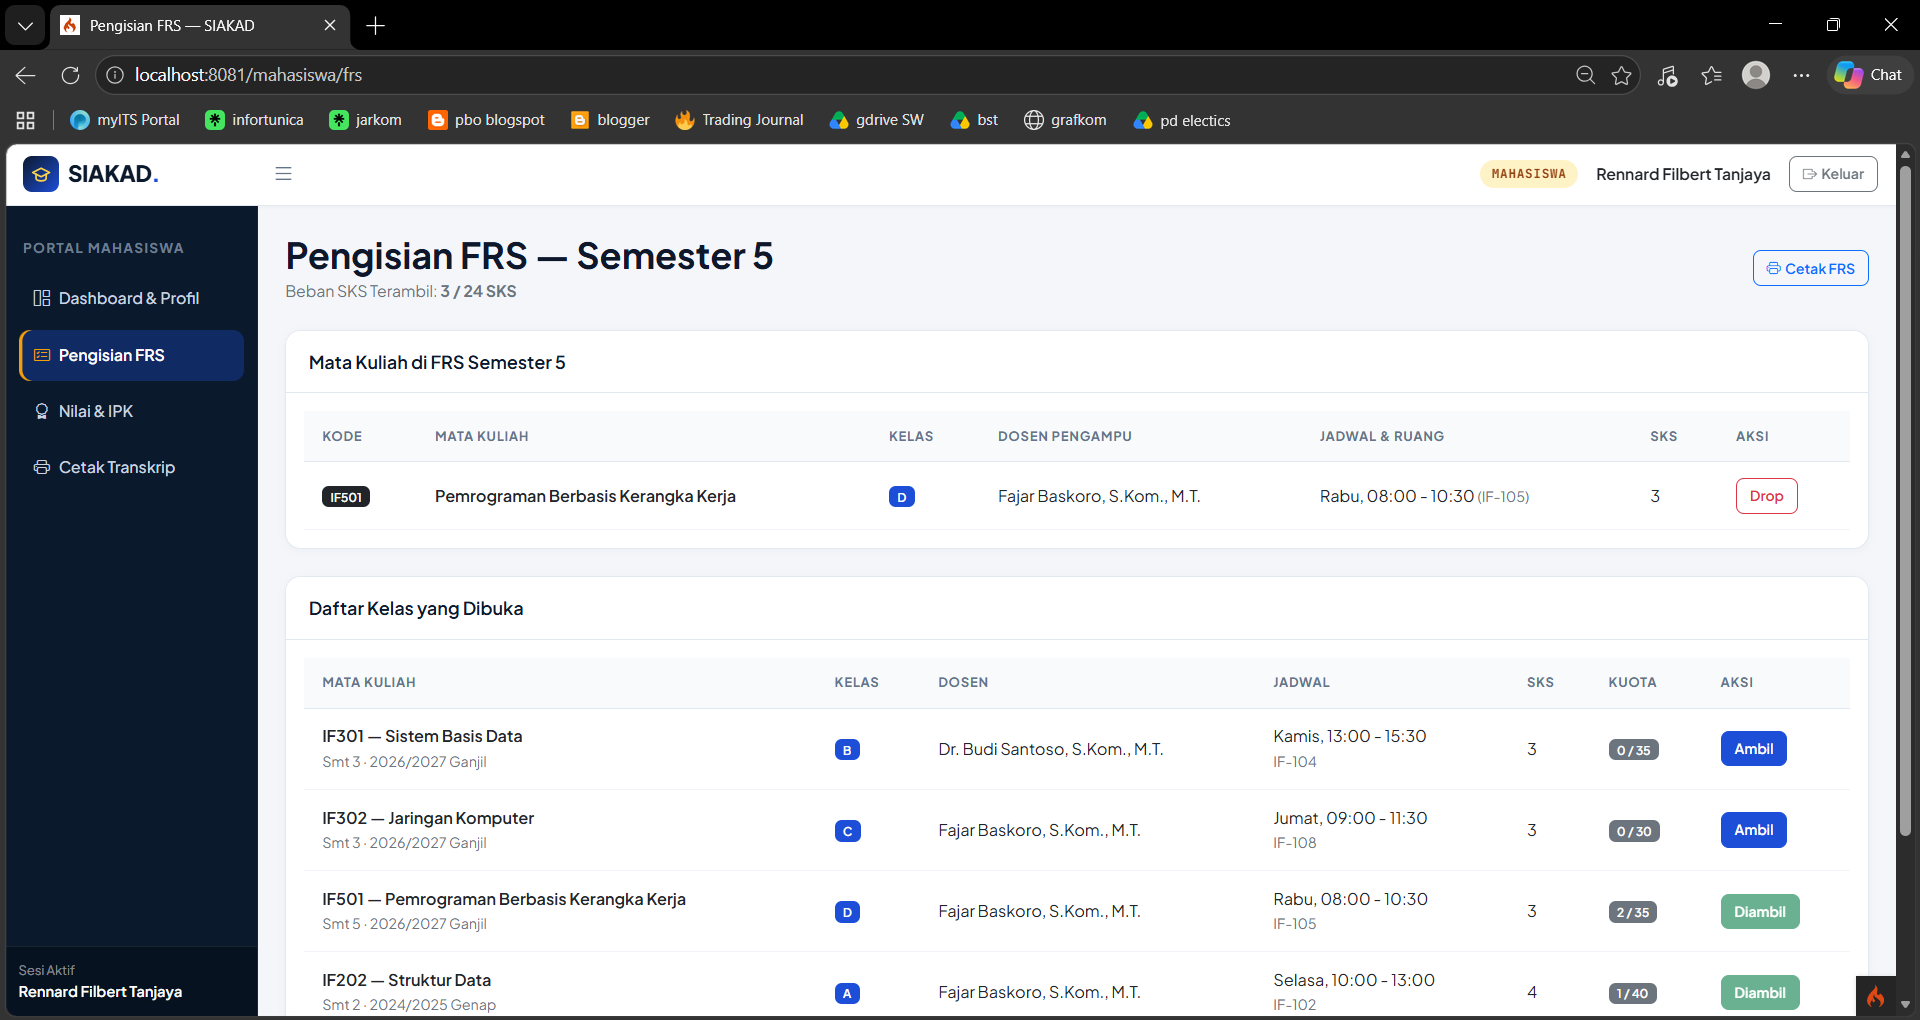 Pengisian FRS — SIAKAD
localhost:8081/mahasiswa/frs
Chat
myITS Portal
infortunica
jarkom
pbo blogspot
blogger
Trading Journal
gdrive SW
bst
grafkom
pd electics
SIAKAD.
MAHASISWA
Rennard Filbert Tanjaya
Keluar
PORTAL MAHASISWA
Dashboard & Profil
Pengisian FRS
Nilai & IPK
Cetak Transkrip
Sesi Aktif
Rennard Filbert Tanjaya
Pengisian FRS — Semester 5
Beban SKS Terambil: 3 / 24 SKS
Cetak FRS
Mata Kuliah di FRS Semester 5
KODE MATA KULIAH KELAS DOSEN PENGAMPU JADWAL & RUANG SKS AKSI
IF501 Pemrograman Berbasis Kerangka Kerja D Fajar Baskoro, S.Kom., M.T. Rabu, 08:00 - 10:30 (IF-105) 3 Drop
Daftar Kelas yang Dibuka
MATA KULIAH KELAS DOSEN JADWAL SKS KUOTA AKSI
IF301 — Sistem Basis Data B Dr. Budi Santoso, S.Kom., M.T. Kamis, 13:00 - 15:30 3 0 / 35 Ambil
Smt 3 · 2026/2027 Ganjil IF-104
IF302 — Jaringan Komputer C Fajar Baskoro, S.Kom., M.T. Jumat, 09:00 - 11:30 3 0 / 30 Ambil
Smt 3 · 2026/2027 Ganjil IF-108
IF501 — Pemrograman Berbasis Kerangka Kerja D Fajar Baskoro, S.Kom., M.T. Rabu, 08:00 - 10:30 3 2 / 35 Diambil
Smt 5 · 2026/2027 Ganjil IF-105
IF202 — Struktur Data A Fajar Baskoro, S.Kom., M.T. Selasa, 10:00 - 13:00 4 1 / 40 Diambil
Smt 2 · 2024/2025 Genap IF-102